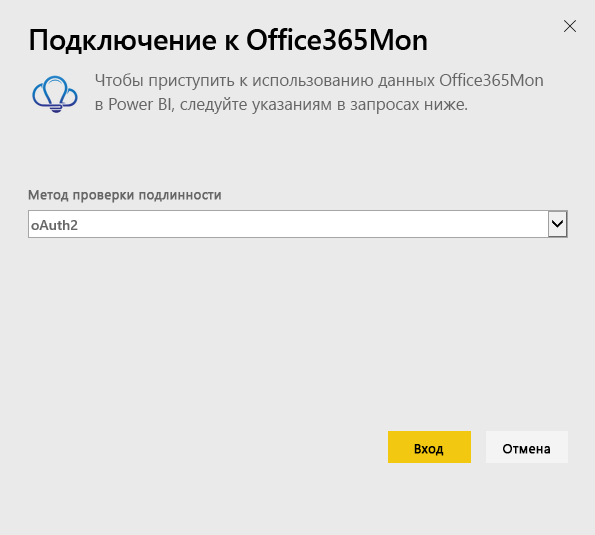 Подключение к Office365Mon
Чтобы приступить к использованию данных Office365Mon
в Power BI, следуйте указаниям в запросах ниже.
Метод проверки подлинности
oAuth2
Вход
Отмена